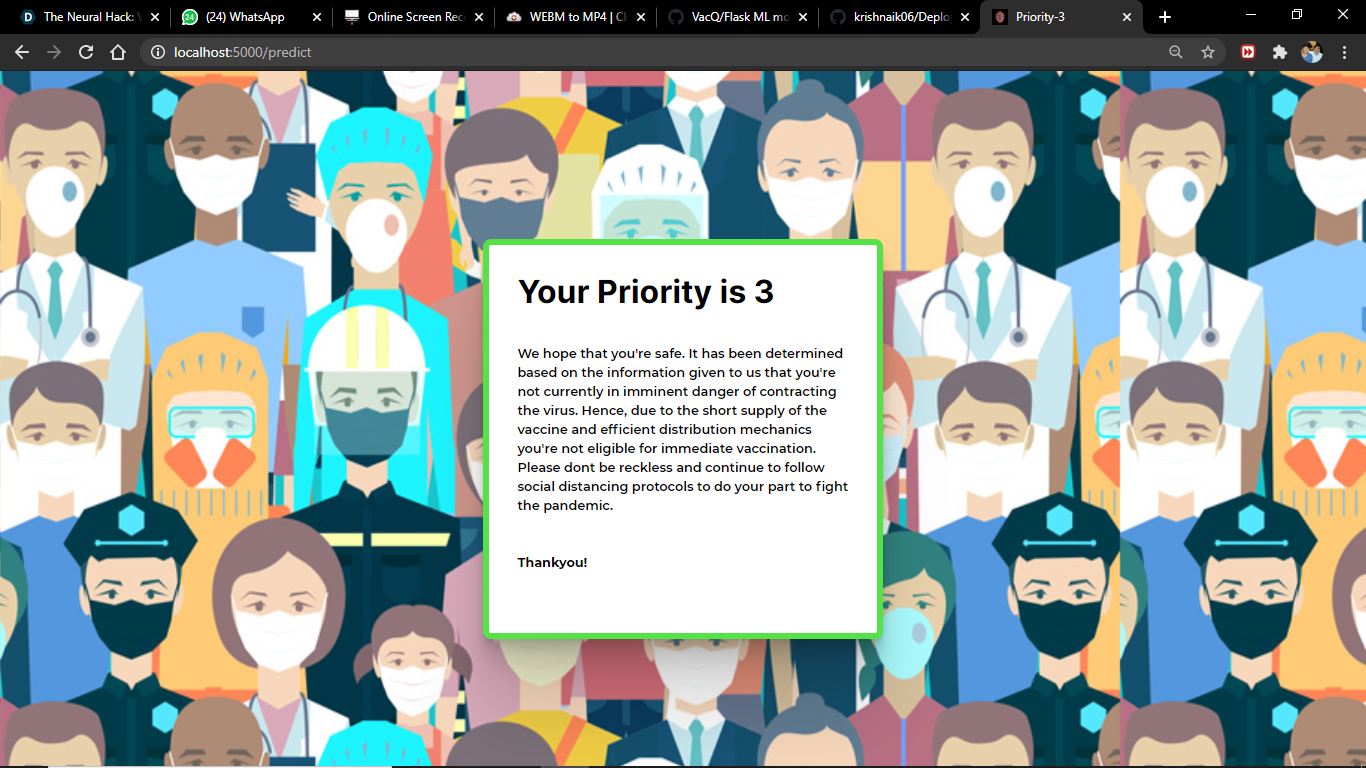 The Neural Hack:
(24) WhatsApp
Online Screen Rec
WEBM to MP4 | Cl
VacQ/Flask ML mo
krishnaik06/Deplo
Priority-3
localhost:5000/predict
Your Priority is 3
We hope that you're safe. It has been determined
based on the information given to us that you're
not currently in imminent danger of contracting
the virus. Hence, due to the short supply of the
vaccine and efficient distribution mechanics
you're not eligible for immediate vaccination.
Please dont be reckless and continue to follow
social distancing protocols to do your part to fight
the pandemic.
Thankyou!